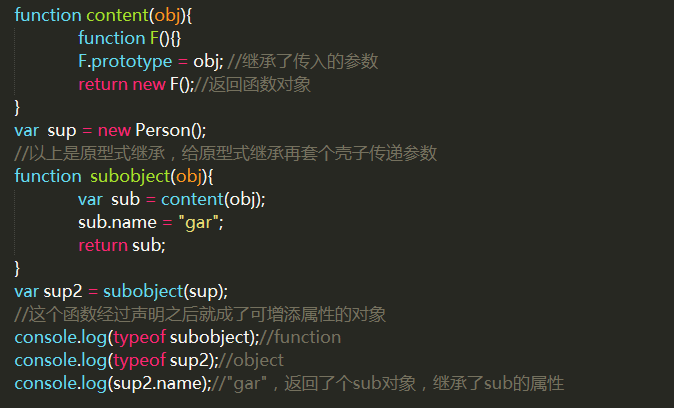 function content(obj){
function F(){}
F.prototype = obj; //继承了传入的参数
return new F();//返回函数对象
}
var sup = new Person();
//以上是原型式继承，给原型式继承再套个壳子传递参数
function subobject(obj){
var sub = content(obj);
sub.name = "gar";
return sub;
}
var sup2 = subobject(sup);
//这个函数经过声明之后就成了可增添属性的对象
console.log(typeof subobject);//function
console.log(typeof sup2);//object
console.log(sup2.name);//"gar"，返回了个sub对象，继承了sub的属性